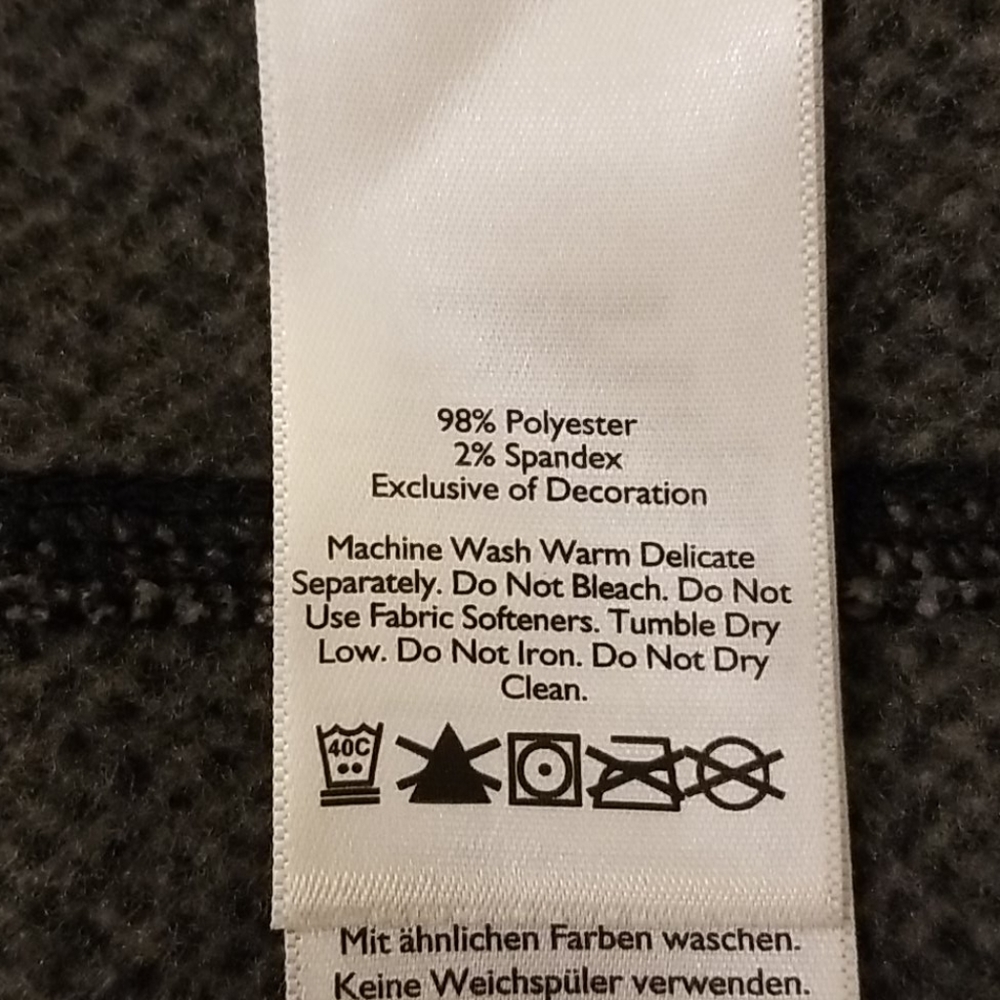 98% Polyester
2% Spandex
Exclusive of Decoration
Machine Wash Warm Delicate
Separately. Do Not Bleach. Do Not
Use Fabric Softeners. Tumble Dry
Low. Do Not Iron. Do Not Dry
Clean.
40C
Mit ähnlichen Farben waschen.
Keine Weichspüler verwenden.